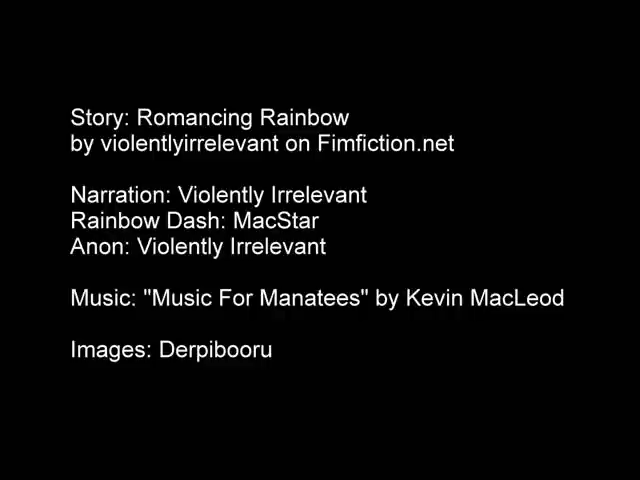 Story: Romancing Rainbow
by violentlyirrelevant on Fimfiction.net
Narration: Violently Irrelevant
Rainbow Dash: MacStar
Anon: Violently Irrelevant
Music: "Music For Manatees" by Kevin MacLeod
Images: Derpibooru